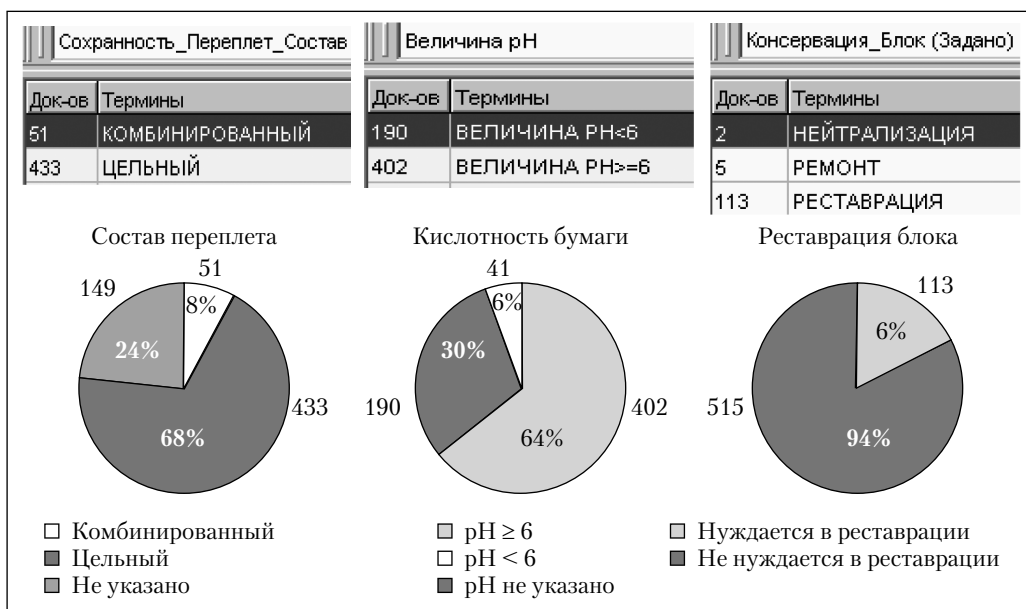 Сохранность_Переплет_Состав
Док-ов Термины
51 КОМБИНИРОВАННЫЙ
433 ЦЕЛЬНЫЙ
Величина pH
Док-ов Термины
190 ВЕЛИЧИНА PH<6
402 ВЕЛИЧИНА PH>=6
Консервация_Блок (Задано)
Док-ов Термины
2 НЕЙТРАЛИЗАЦИЯ
5 РЕМОНТ
113 РЕСТАВРАЦИЯ
Состав переплета
51
149
8%
24%
433
68%
Комбинированный
Цельный
Не указано
Кислотность бумаги
41
6%
30%
190
402
64%
pH ≥ 6
pH < 6
pH не указано
Реставрация блока
113
6%
515
94%
Нуждается в реставрации
Не нуждается в реставрации